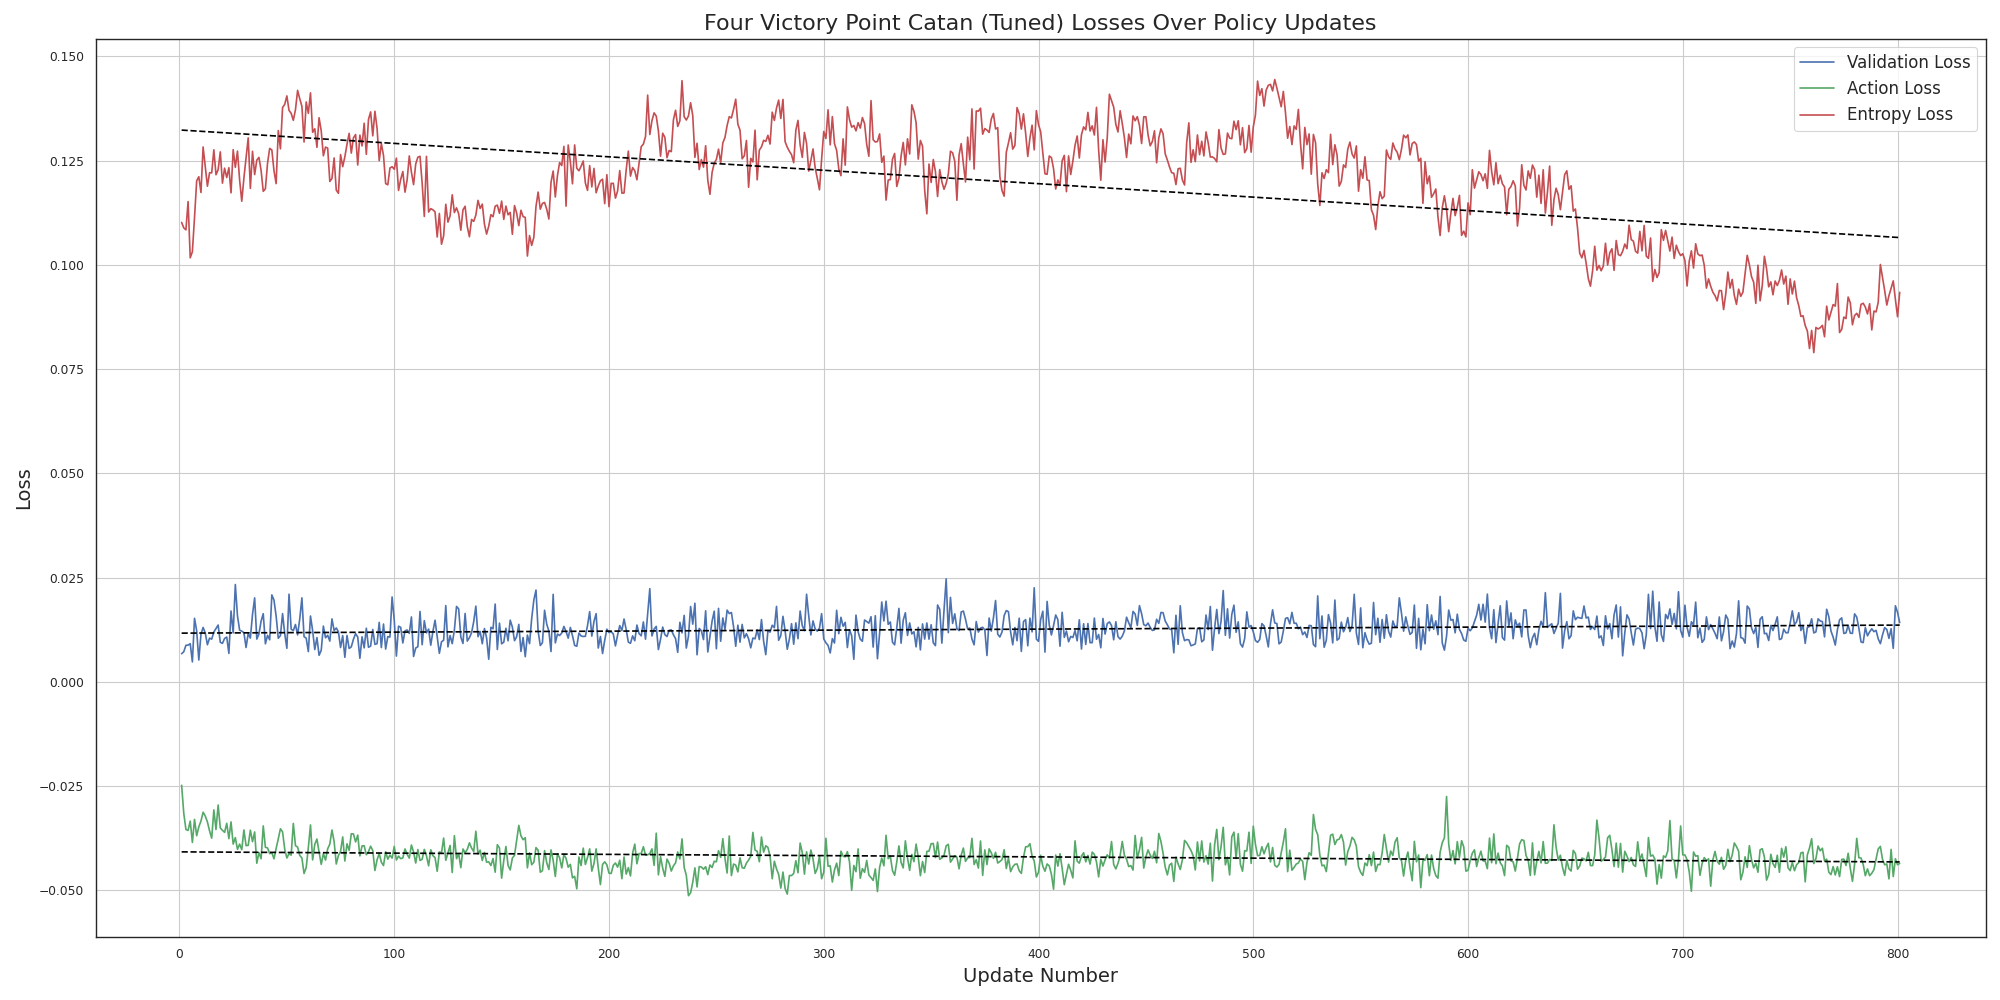 Four Victory Point Catan (Tuned) Losses Over Policy Updates
Validation Loss
Action Loss
Entropy Loss
0.150
0.125
0.100
0.075
0.050
0.025
0.000
−0.025
−0.050
Loss
0 100 200 300 400 500 600 700 800
Update Number